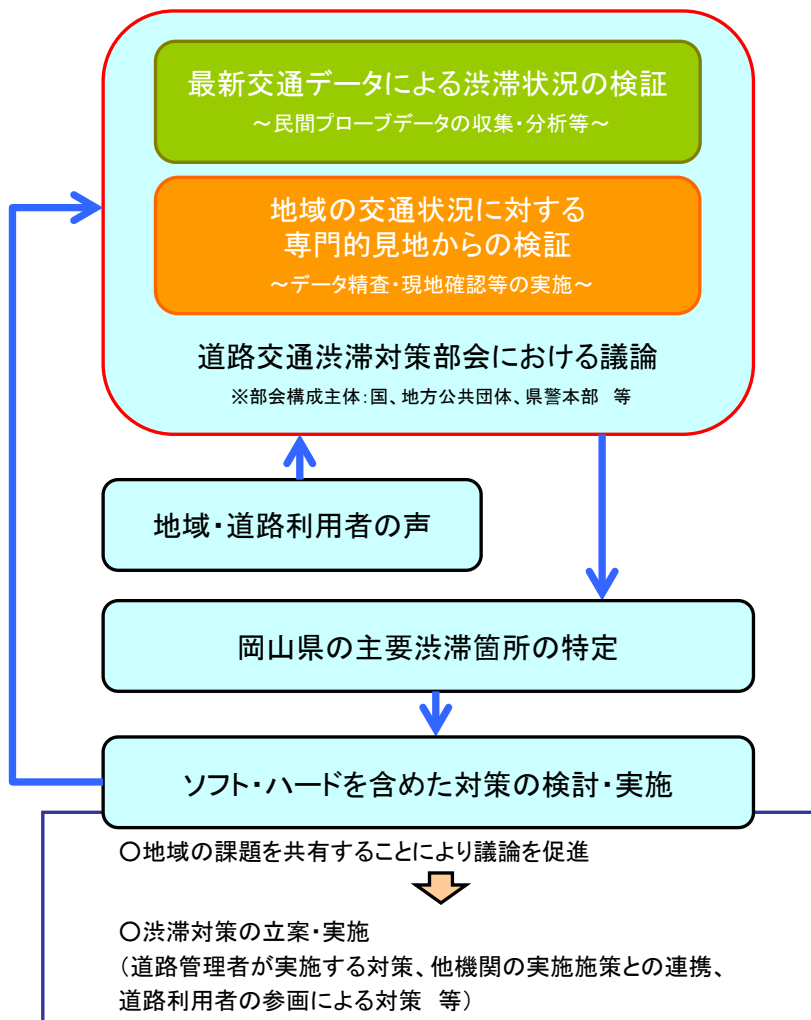 最新交通データによる渋滞状況の検証
～民間プローブデータの収集・分析等～
地域の交通状況に対する
専門的見地からの検証
～データ精査・現地確認等の実施～
道路交通渋滞対策部会における議論
※部会構成主体：国、地方公共団体、県警本部　等
地域・道路利用者の声
岡山県の主要渋滞箇所の特定
ソフト・ハードを含めた対策の検討・実施
〇地域の課題を共有することにより議論を促進
〇渋滞対策の立案・実施
（道路管理者が実施する対策、他機関の実施施策との連携、
道路利用者の参画による対策　等）